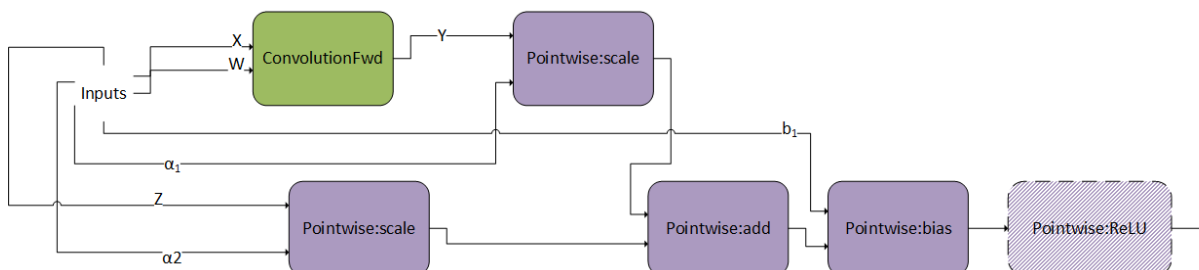 X
W
ConvolutionFwd
Y
Pointwise:scale
Inputs
b₁
α₁
Z
α2
Pointwise:scale
Pointwise:add
Pointwise:bias
Pointwise:ReLU